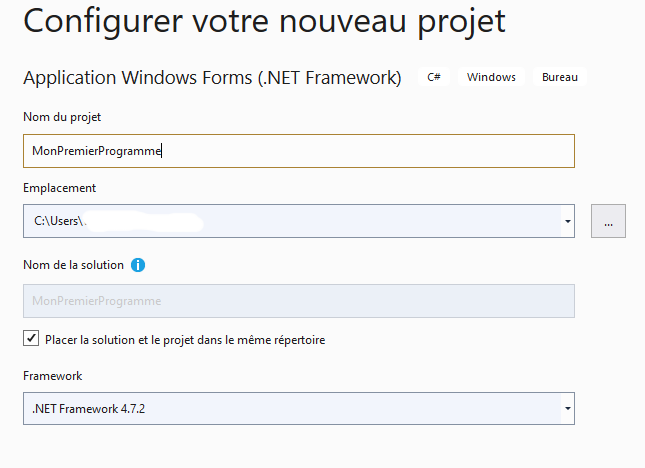 Configurer votre nouveau projet
Application Windows Forms (.NET Framework) C# Windows Bureau
Nom du projet
MonPremierProgramme
Emplacement
C:\Users\
...
Nom de la solution
MonPremierProgramme
Placer la solution et le projet dans le même répertoire
Framework
.NET Framework 4.7.2